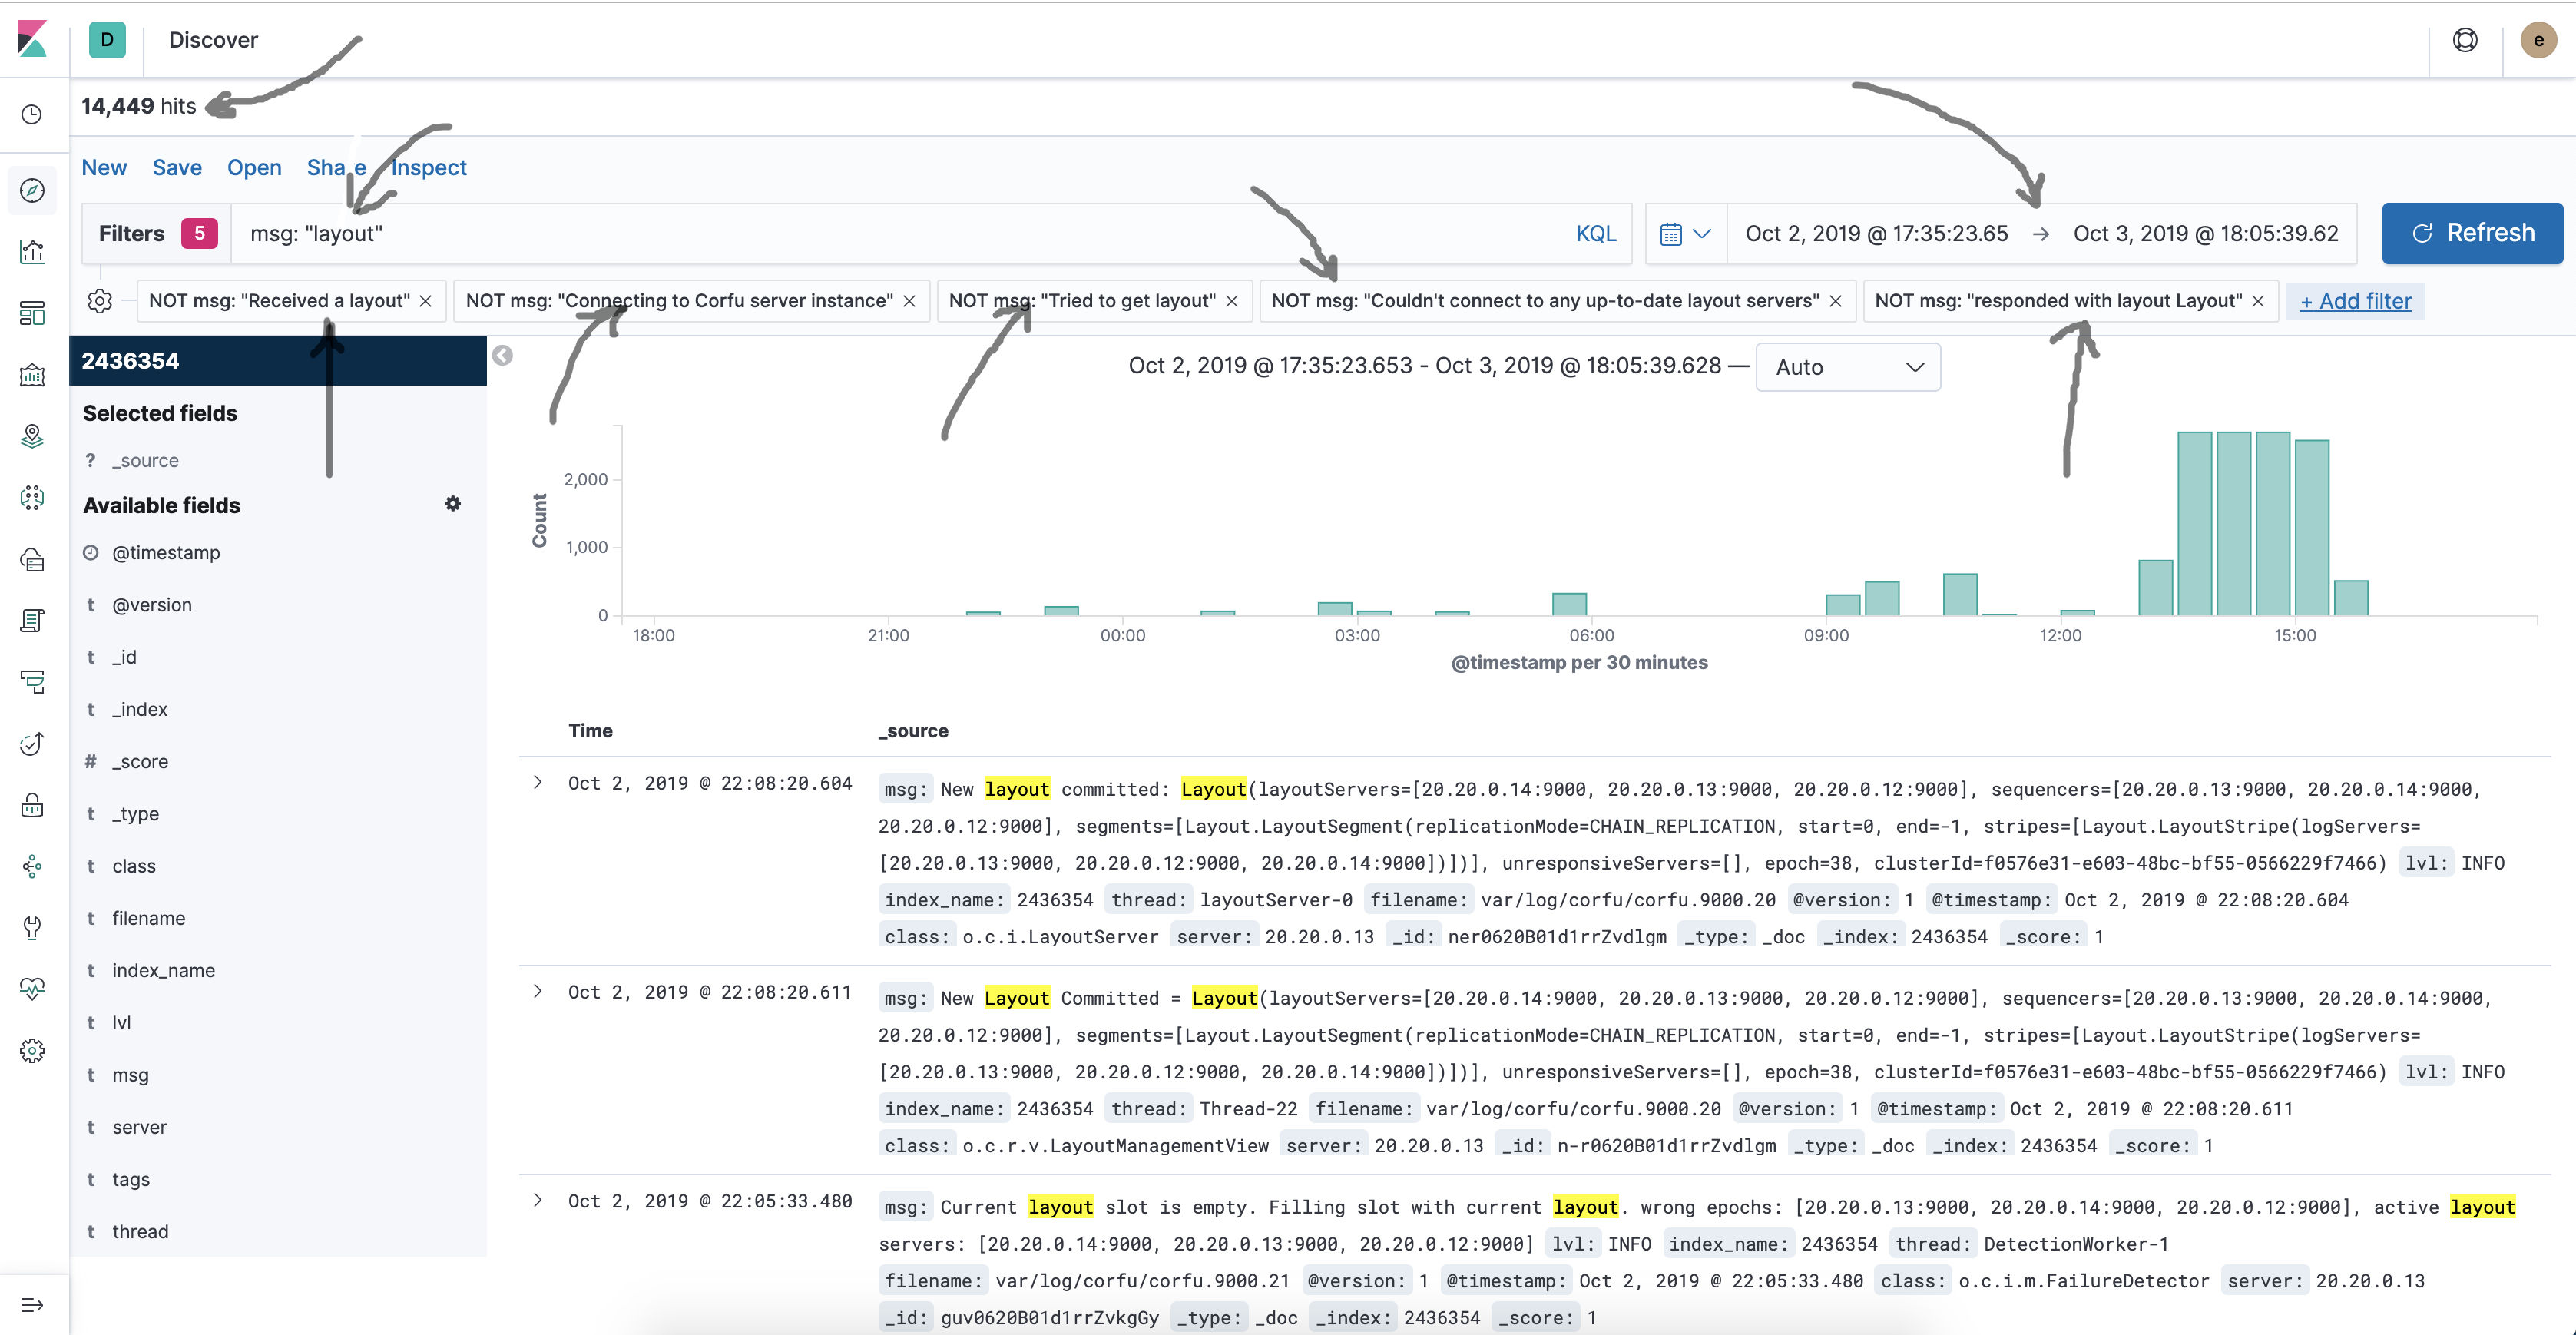 D Discover e
14,449 hits
New Save Open Share Inspect
Filters 5 msg: "layout" KQL Oct 2, 2019 @ 17:35:23.65 → Oct 3, 2019 @ 18:05:39.62 Refresh
NOT msg: "Received a layout" × NOT msg: "Connecting to Corfu server instance" × NOT msg: "Tried to get layout" × NOT msg: "Couldn't connect to any up-to-date layout servers" × NOT msg: "responded with layout Layout" × + Add filter
2436354
Selected fields
? _source
Available fields
@timestamp
t @version
t _id
t _index
# _score
t _type
t class
t filename
t index_name
t lvl
t msg
t server
t tags
t thread
Oct 2, 2019 @ 17:35:23.653 - Oct 3, 2019 @ 18:05:39.628 — Auto
Count
2,000
1,000
0
18:00 21:00 00:00 03:00 06:00 09:00 12:00 15:00
@timestamp per 30 minutes
Time _source
Oct 2, 2019 @ 22:08:20.604 msg: New layout committed: Layout(layoutServers=[20.20.0.14:9000, 20.20.0.13:9000, 20.20.0.12:9000], sequencers=[20.20.0.13:9000, 20.20.0.14:9000,
20.20.0.12:9000], segments=[Layout.LayoutSegment(replicationMode=CHAIN_REPLICATION, start=0, end=-1, stripes=[Layout.LayoutStripe(logServers=
[20.20.0.13:9000, 20.20.0.12:9000, 20.20.0.14:9000])])], unresponsiveServers=[], epoch=38, clusterId=f0576e31-e603-48bc-bf55-0566229f7466) lvl: INFO
index_name: 2436354 thread: layoutServer-0 filename: var/log/corfu/corfu.9000.20 @version: 1 @timestamp: Oct 2, 2019 @ 22:08:20.604
class: o.c.i.LayoutServer server: 20.20.0.13 _id: ner0620B01d1rrZvdlgm _type: _doc _index: 2436354 _score: 1
Oct 2, 2019 @ 22:08:20.611 msg: New Layout Committed = Layout(layoutServers=[20.20.0.14:9000, 20.20.0.13:9000, 20.20.0.12:9000], sequencers=[20.20.0.13:9000, 20.20.0.14:9000,
20.20.0.12:9000], segments=[Layout.LayoutSegment(replicationMode=CHAIN_REPLICATION, start=0, end=-1, stripes=[Layout.LayoutStripe(logServers=
[20.20.0.13:9000, 20.20.0.12:9000, 20.20.0.14:9000])])], unresponsiveServers=[], epoch=38, clusterId=f0576e31-e603-48bc-bf55-0566229f7466) lvl: INFO
index_name: 2436354 thread: Thread-22 filename: var/log/corfu/corfu.9000.20 @version: 1 @timestamp: Oct 2, 2019 @ 22:08:20.611
class: o.c.r.v.LayoutManagementView server: 20.20.0.13 _id: n-r0620B01d1rrZvdlgm _type: _doc _index: 2436354 _score: 1
Oct 2, 2019 @ 22:05:33.480 msg: Current layout slot is empty. Filling slot with current layout. wrong epochs: [20.20.0.13:9000, 20.20.0.14:9000, 20.20.0.12:9000], active layout
servers: [20.20.0.14:9000, 20.20.0.13:9000, 20.20.0.12:9000] lvl: INFO index_name: 2436354 thread: DetectionWorker-1
filename: var/log/corfu/corfu.9000.21 @version: 1 @timestamp: Oct 2, 2019 @ 22:05:33.480 class: o.c.i.m.FailureDetector server: 20.20.0.13
_id: guv0620B01d1rrZvkgGy _type: _doc _index: 2436354 _score: 1